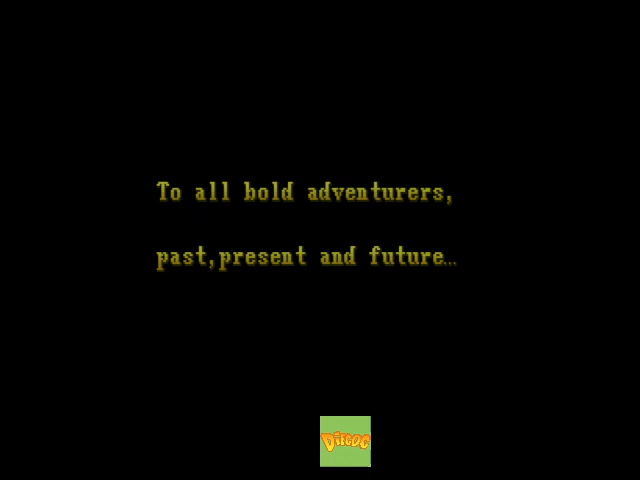 To all bold adventurers,
past,present and future...